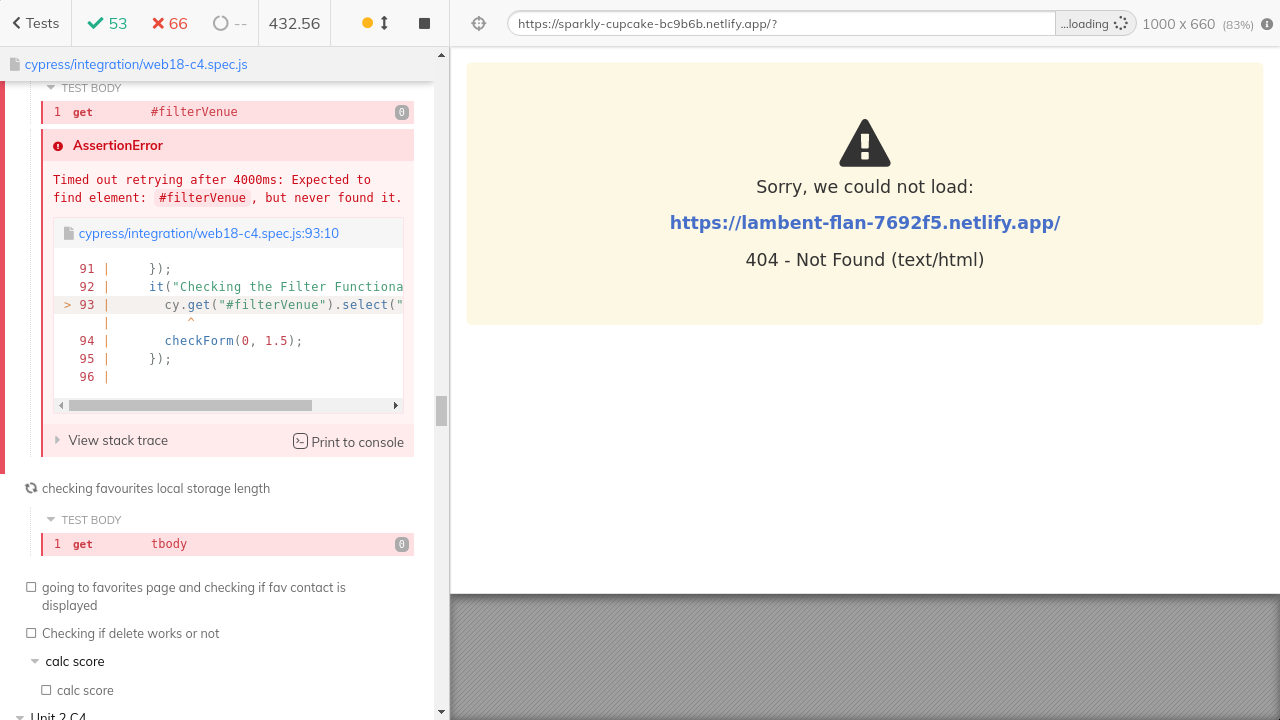 Tests
53
66
--
432.56
https://sparkly-cupcake-bc9b6b.netlify.app/?
...loading
1000 x 660 (83%)
cypress/integration/web18-c4.spec.js
TEST BODY
1 get #filterVenue 0
AssertionError
Timed out retrying after 4000ms: Expected to
find element: #filterVenue, but never found it.
cypress/integration/web18-c4.spec.js:93:10
91 | });
92 | it("Checking the Filter Functiona
> 93 | cy.get("#filterVenue").select("
| ^
94 | checkForm(0, 1.5);
95 | });
96 |
View stack trace
Print to console
checking favourites local storage length
TEST BODY
1 get tbody 0
going to favorites page and checking if fav contact is
displayed
Checking if delete works or not
calc score
calc score
Unit 2 C4
Sorry, we could not load:
https://lambent-flan-7692f5.netlify.app/
404 - Not Found (text/html)